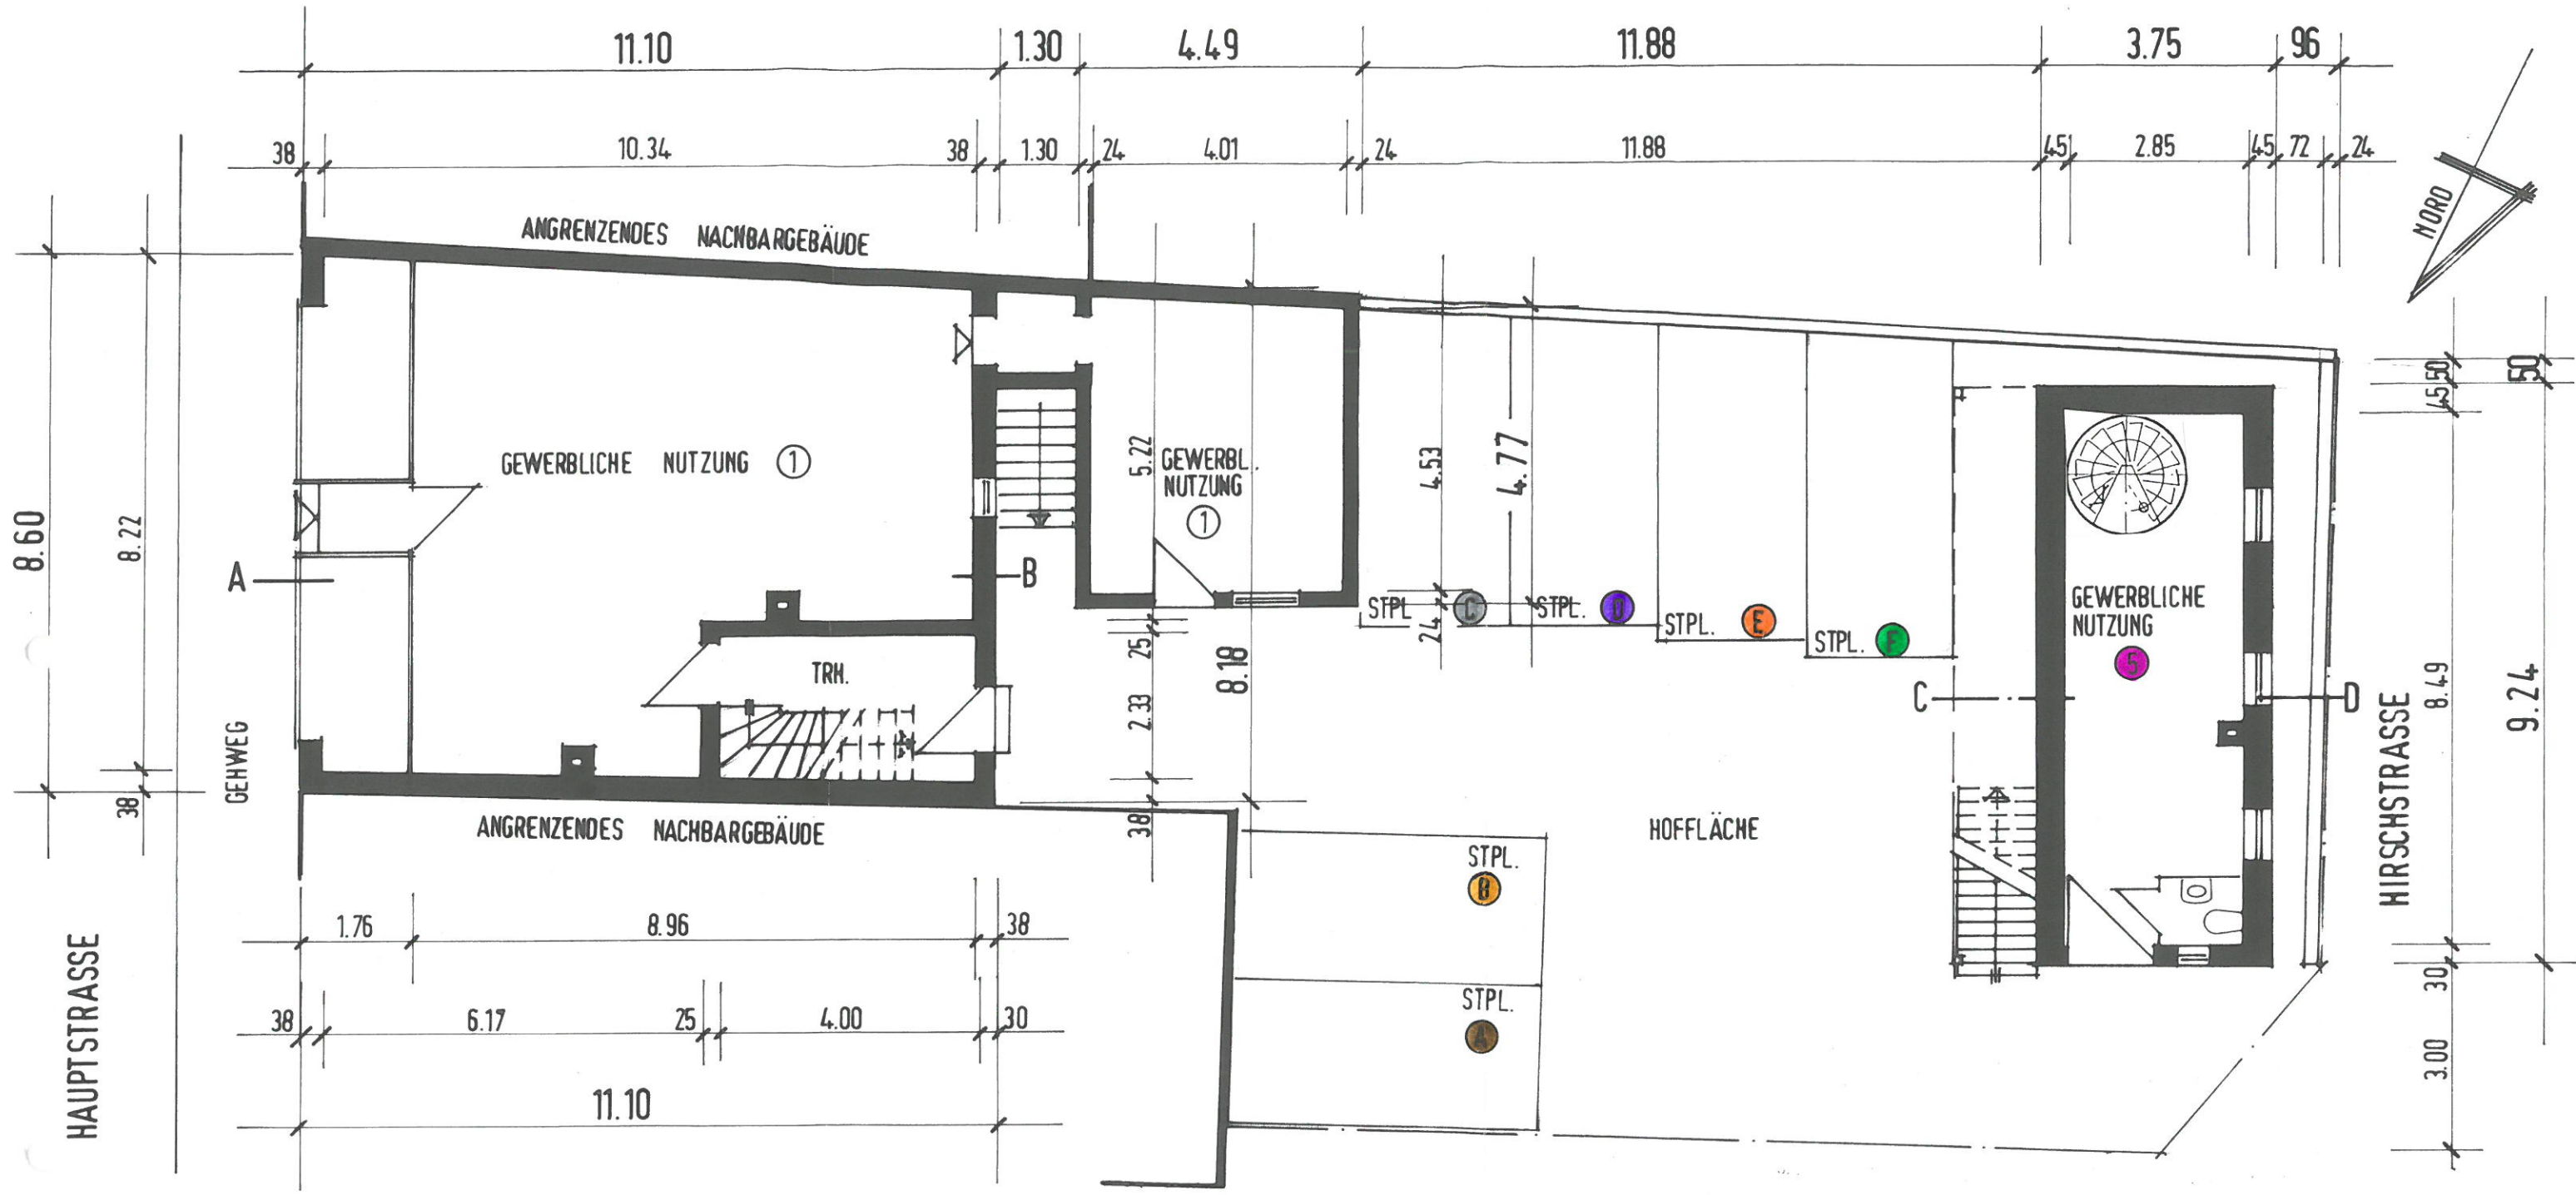 11.10 1.30 4.49 11.88 3.75 96
38 10.34 38 1.30 24 4.01 24 11.88 45 2.85 45 72 24
NORD
ANGRENZENDES NACHBARGEBÄUDE
8.60
8.22
38
GEWERBLICHE NUTZUNG 1
A
B
5.22
GEWERBL.
NUTZUNG
1
4.53
4.77
24
STPL C
STPL. D
STPL. E
STPL. F
TRH.
25
2.33
38
8.18
GEWERBLICHE
NUTZUNG
5
C
D
50
45
50
8.49
9.24
30
3.00
HIRSCHSTRASSE
GEHWEG
HAUPTSTRASSE
ANGRENZENDES NACHBARGEBÄUDE
HOFFLÄCHE
STPL.
B
STPL.
A
1.76 8.96 38
38 6.17 25 4.00 30
11.10